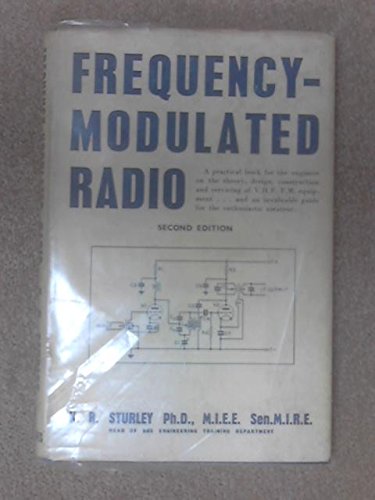 FREQUENCY-
MODULATED
RADIO
A practical book for the engineer
on the theory, design, construction
and servicing of V.H.F. F.M. equip-
ment . . . and an invaluable guide
for the enthusiastic amateur.
SECOND EDITION
R. STURLEY Ph.D., M.I.E.E. Sen.M.I.R.E.
HEAD OF BBC ENGINEERING TRAINING DEPARTMENT